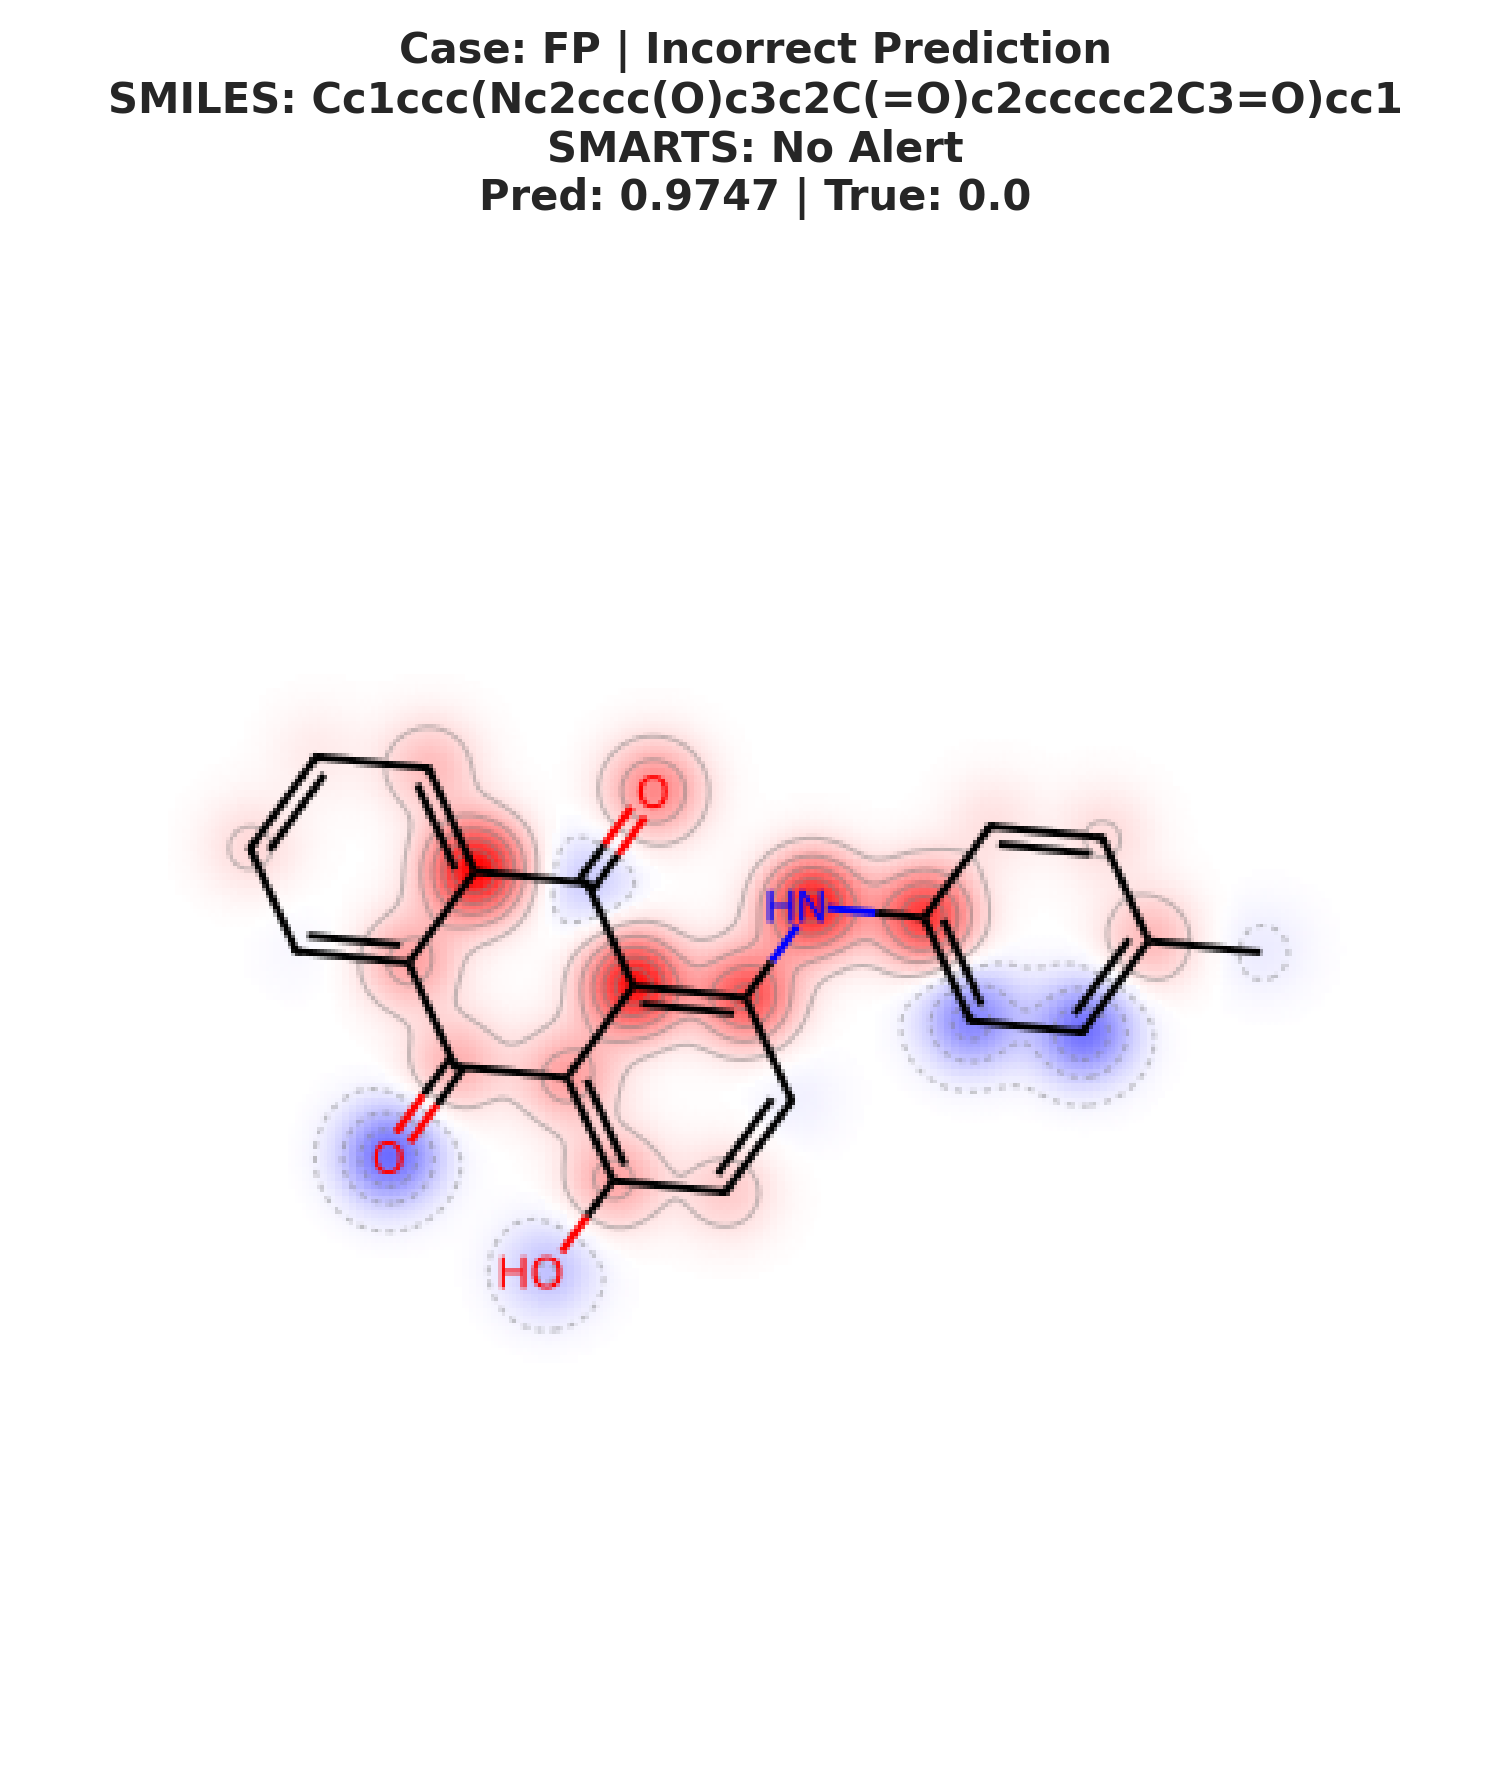 Case: FP | Incorrect Prediction
SMILES: Cc1ccc(Nc2ccc(O)c3c2C(=O)c2ccccc2C3=O)cc1
SMARTS: No Alert
Pred: 0.9747 | True: 0.0
O
HN
O
HO